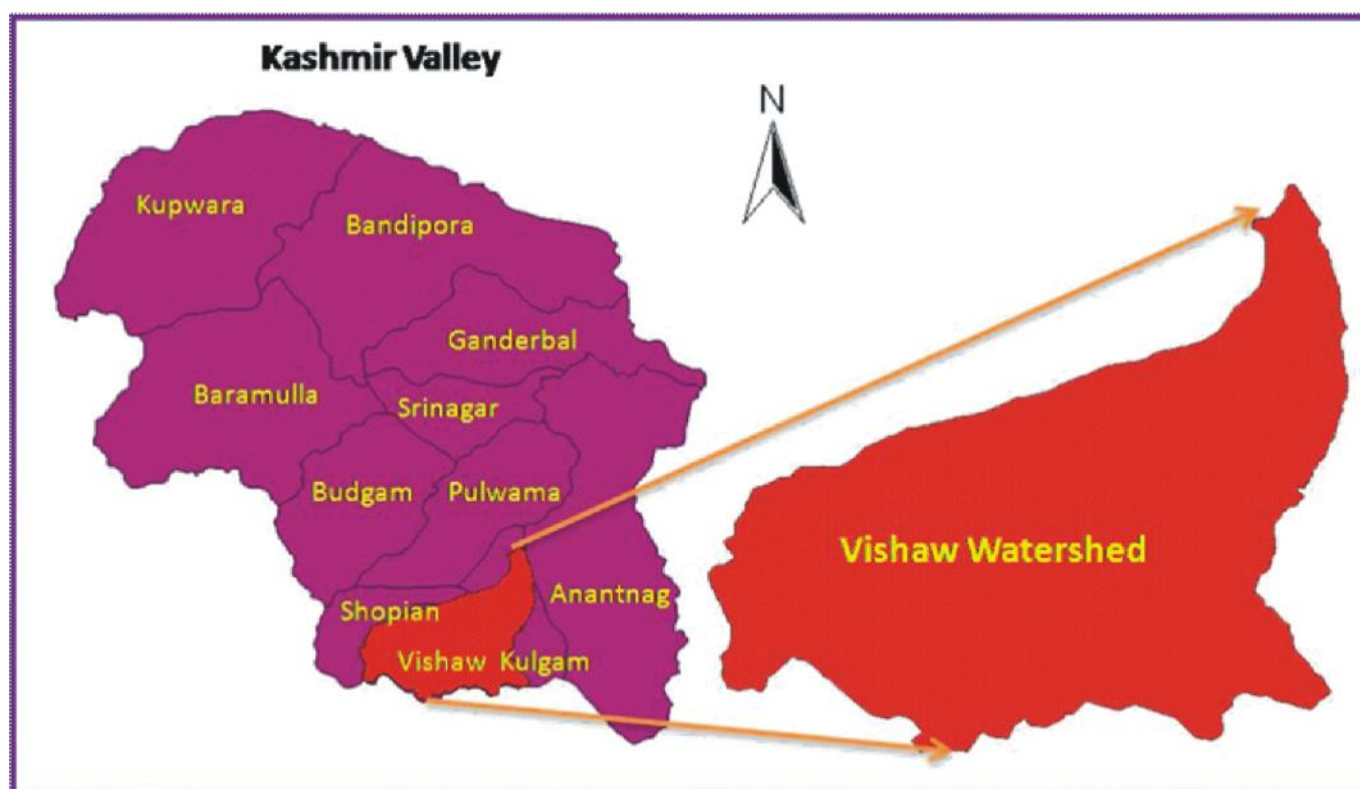 Kashmir Valley
N
Kupwara
Bandipora
Ganderbal
Baramulla
Srinagar
Budgam
Pulwama
Shopian
Anantnag
Vishaw Kulgam
Vishaw Watershed